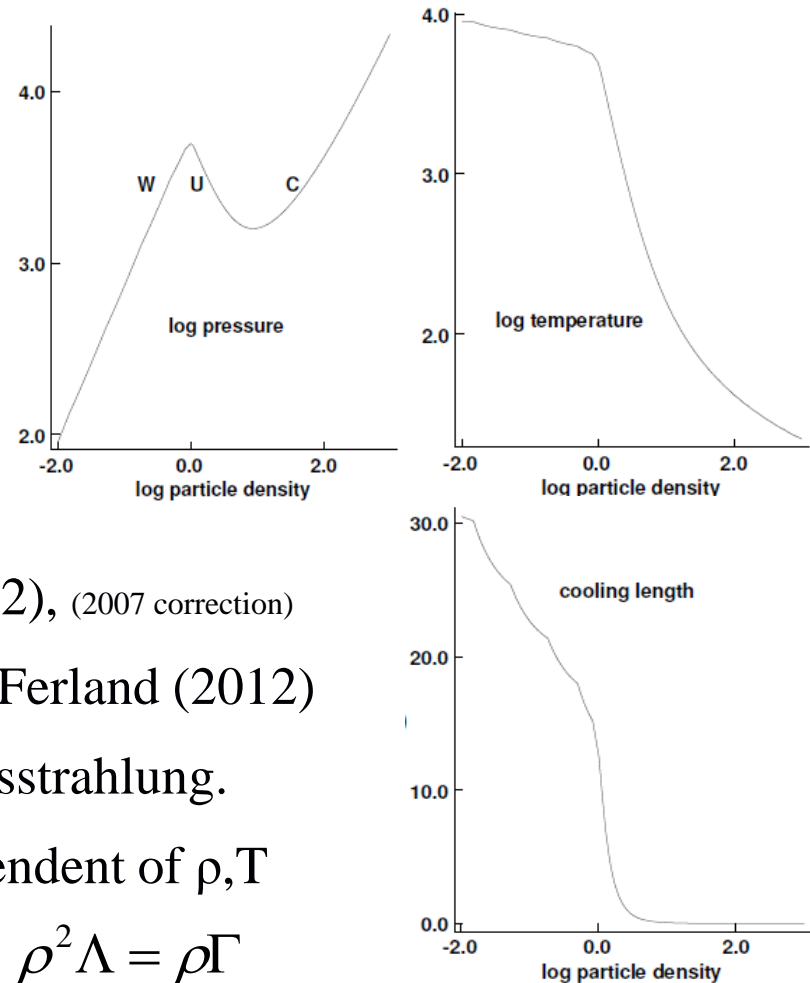 4.0
3.0
2.0
W U C
log pressure
-2.0 0.0 2.0
log particle density
4.0
3.0
2.0
log temperature
-2.0 0.0 2.0
log particle density
30.0
20.0
10.0
0.0
cooling length
-2.0 0.0 2.0
log particle density
2), (2007 correction)
Ferland (2012)
sstrahlung.
endent of ρ,T
ρ²Λ = ρΓ